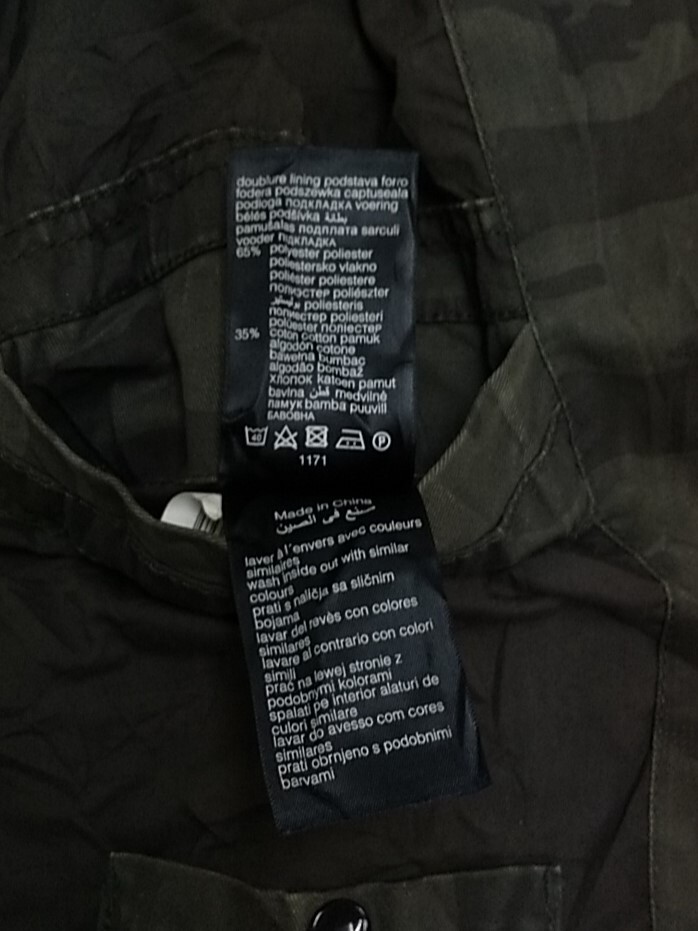 doublure lining podstava forro
fodera podszewka captuseala
podloga ПОДКЛАДКА voering
bélés podšívka بطانة
pamušalas подплата sarculi
vooder ПІДКЛАДКА
65% polyester poliester
poliestersko vlakno
poliéster poliestere
полиэстер poliészter
بوليستر poliesteris
полиестер poliesteri
polüester поліестер
35% coton cotton pamuk
algodón cotone
bawełna bumbac
algodão bombaž
хлопок katoen pamut
bavlna قطن medvilnė
памук bamba puuvill
БАВОВНА
40 P
1171
Made in China
صنع في الصين
laver à l'envers avec couleurs
similaires
wash inside out with similar
colours
prati s naličja sa sličnim
bojama
lavar del revès con colores
similares
lavare al contrario con colori
simili
prać na lewej stronie z
podobnymi kolorami
spalati pe interior alaturi de
culori similare
lavar do avesso com cores
similares
prati obrnjeno s podobnimi
barvami